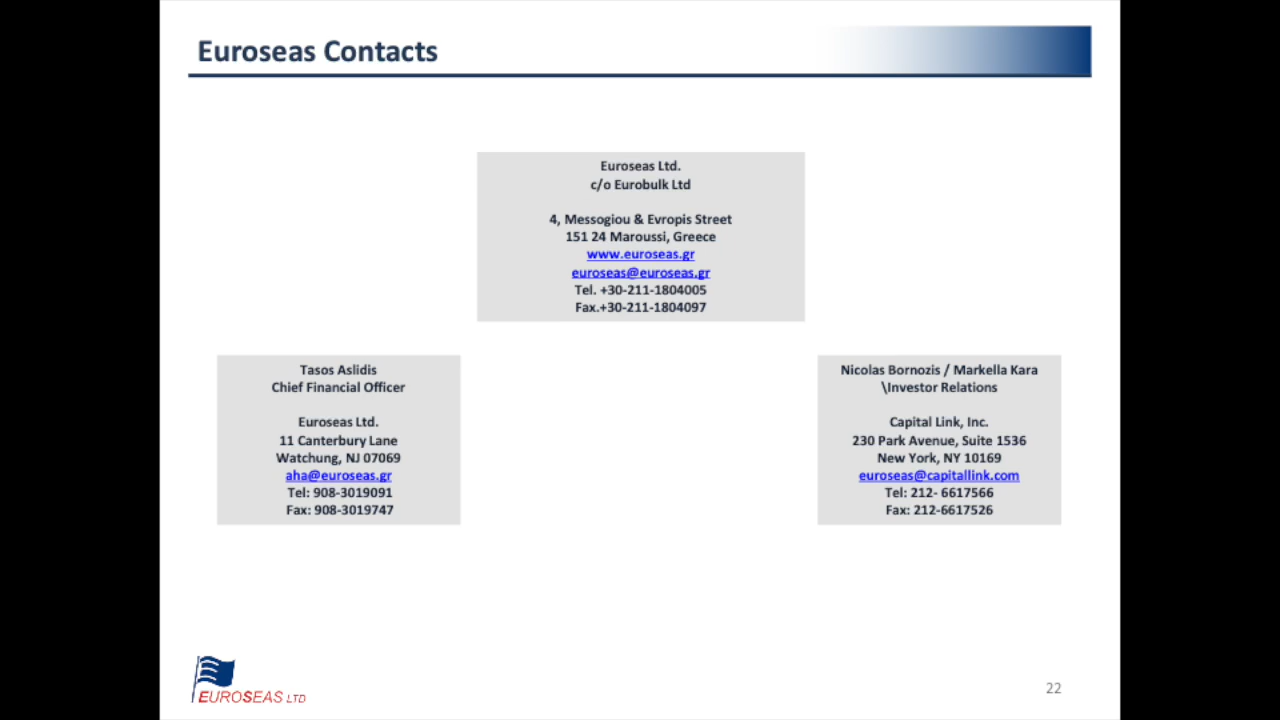 Euroseas Contacts
Euroseas Ltd.
c/o Eurobulk Ltd
4, Messogiou & Evropis Street
151 24 Maroussi, Greece
www.euroseas.gr
euroseas@euroseas.gr
Tel. +30-211-1804005
Fax.+30-211-1804097
Tasos Aslidis
Chief Financial Officer
Euroseas Ltd.
11 Canterbury Lane
Watchung, NJ 07069
aha@euroseas.gr
Tel: 908-3019091
Fax: 908-3019747
Nicolas Bornozis / Markella Kara
\Investor Relations
Capital Link, Inc.
230 Park Avenue, Suite 1536
New York, NY 10169
euroseas@capitallink.com
Tel: 212- 6617566
Fax: 212-6617526
EUROSEAS LTD
22